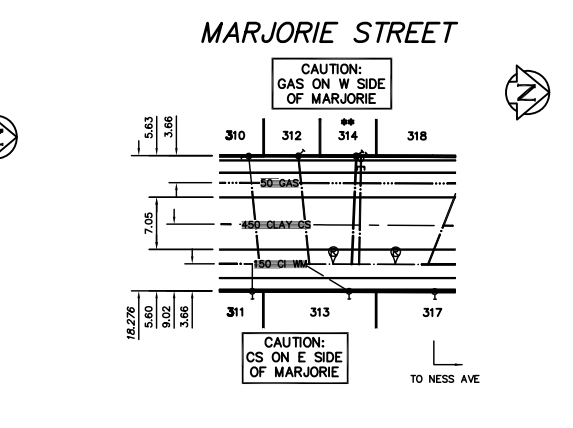 MARJORIE STREET
CAUTION:
GAS ON W SIDE
OF MARJORIE
N
5.63
3.66
310
312
**
314
318
50 GAS
7.05
450 CLAY CS
150 CI WM
R
R
18.276
5.60
9.02
3.66
311
313
317
CAUTION:
CS ON E SIDE
OF MARJORIE
TO NESS AVE